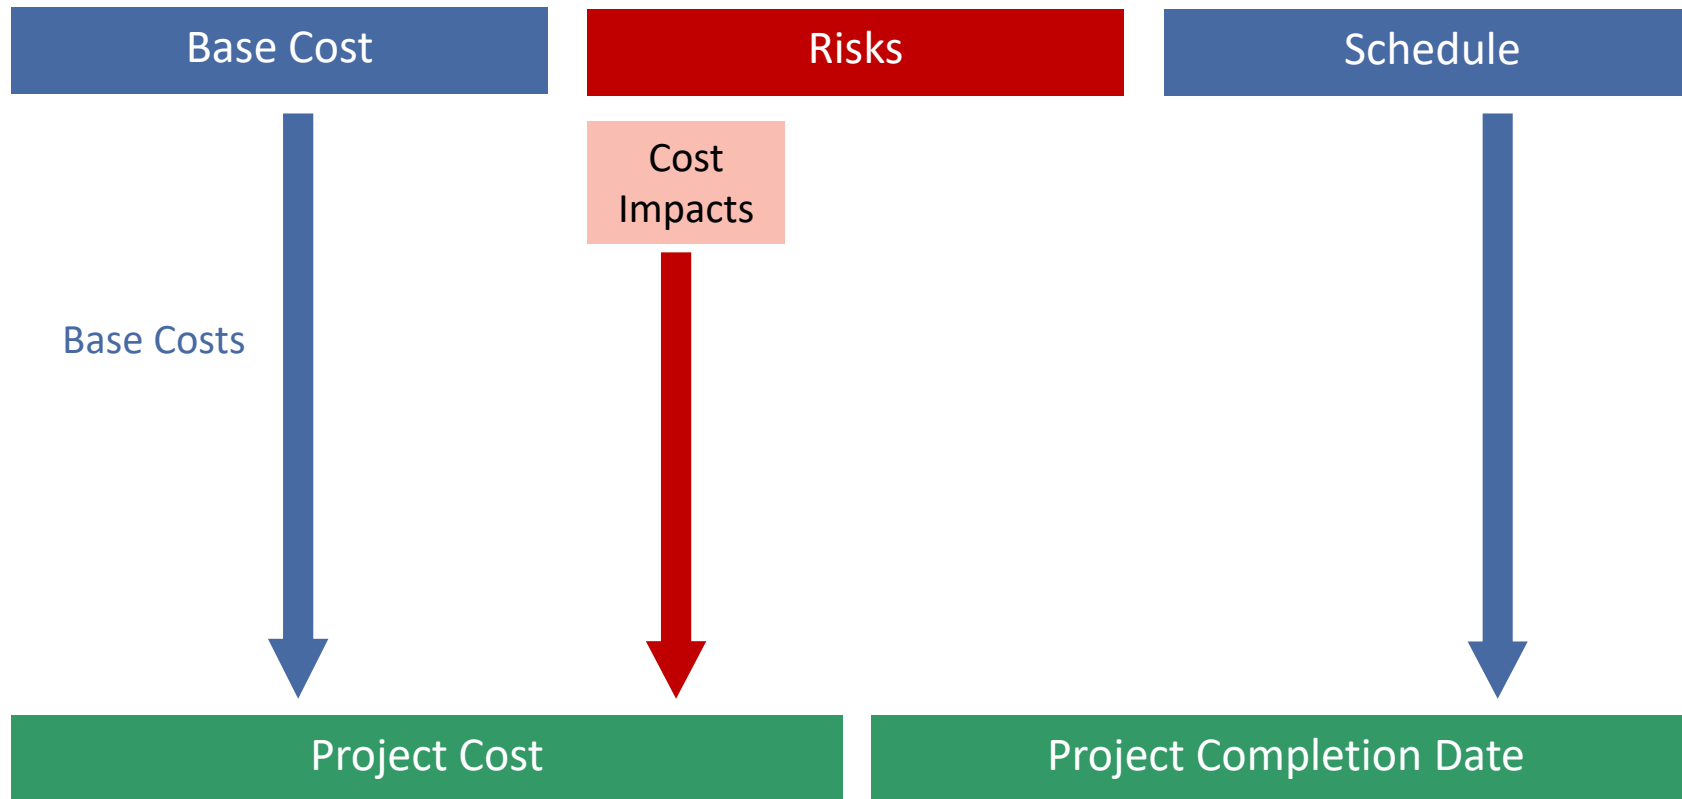 Base Cost
Risks
Schedule
Cost
Impacts
Base Costs
Project Cost
Project Completion Date